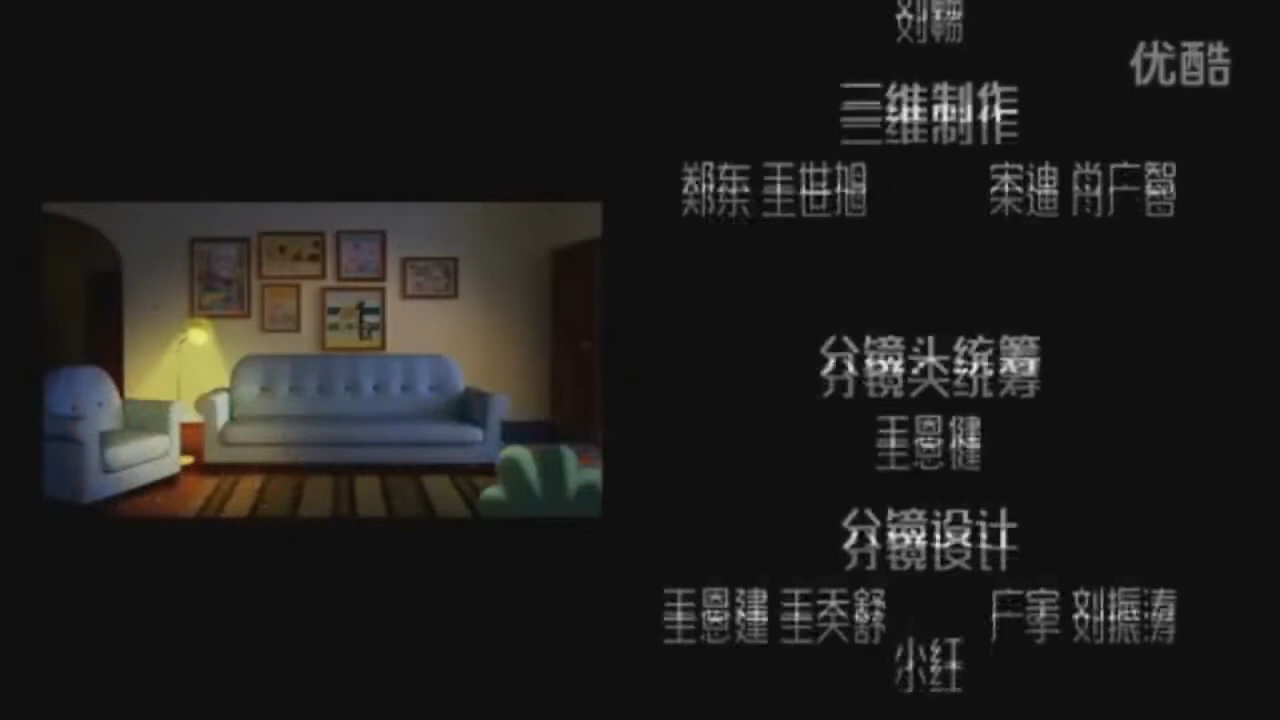 刘畅
优酷
三维制作
郑东 王世旭 宋迪 肖广智
分镜头统筹
王恩健
分镜设计
王恩建 王天舒 广宇 刘振涛
小红